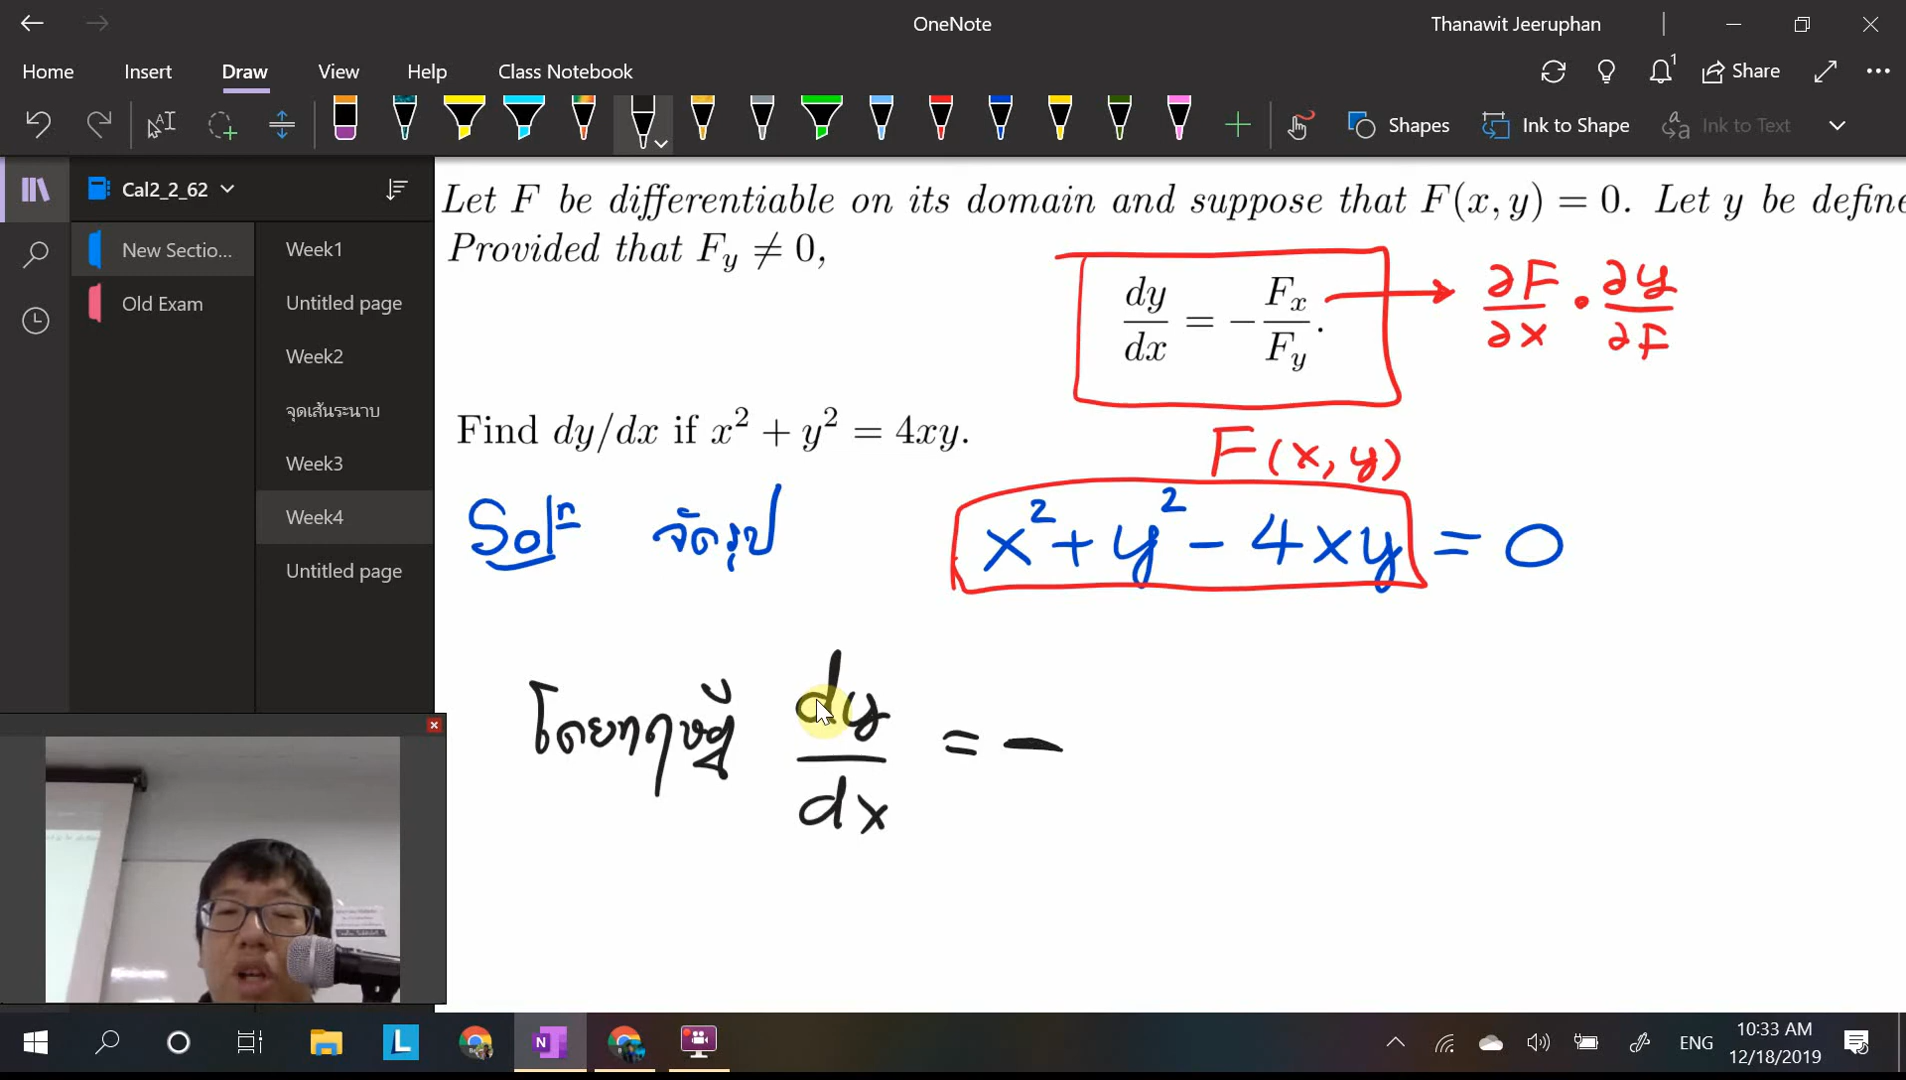 OneNote
Thanawit Jeeruphan
Home Insert Draw View Help Class Notebook
1
Share
Shapes
Ink to Shape
Ink to Text
Cal2_2_62
New Sectio...
Old Exam
Week1
Untitled page
Week2
จุดเส้นระนาบ
Week3
Week4
Untitled page
Let F be differentiable on its domain and suppose that F(x, y) = 0. Let y be define
Provided that F_y ≠ 0,
dy/dx = − F_x/F_y.
∂F/∂x · ∂y/∂F
Find dy/dx if x² + y² = 4xy.
F(x, y)
Solⁿ จัดรูป x² + y² − 4xy = 0
โดยทฤษฎี dy/dx = −
ENG
10:33 AM
12/18/2019